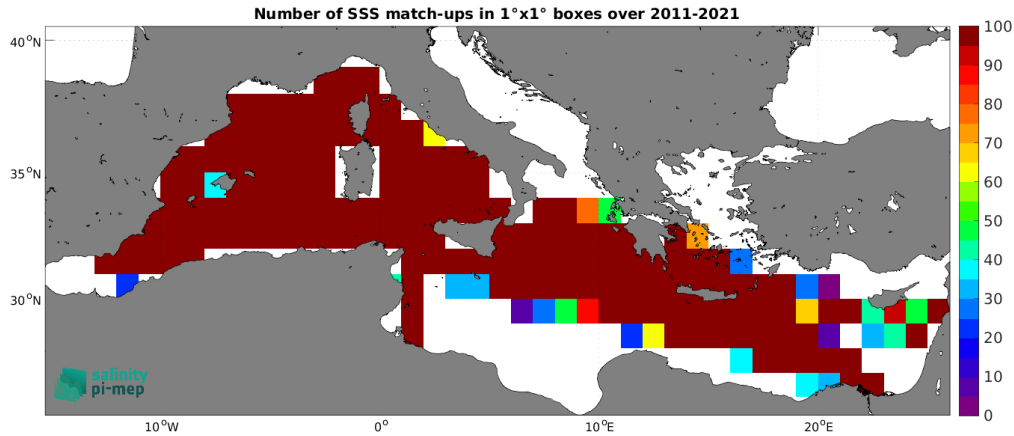 Number of SSS match-ups in 1°x1° boxes over 2011-2021
40°N
35°N
30°N
10°W
0°
10°E
20°E
100
90
80
70
60
50
40
30
20
10
0
salinity
pi-mep